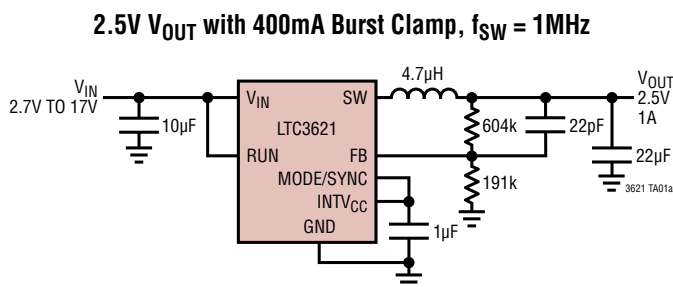 2.5V VOUT with 400mA Burst Clamp, fSW = 1MHz
VIN
2.7V TO 17V
10µF
VIN
SW
LTC3621
RUN
FB
MODE/SYNC
INTVCC
GND
4.7µH
604k
22pF
191k
1µF
VOUT
2.5V
1A
22µF
3621 TA01a